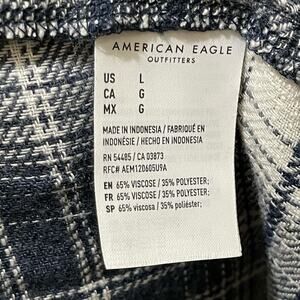 AMERICAN EAGLE
OUTFITTERS
US L
CA G
MX G
MADE IN INDONESIA / FABRIQUÉ EN
INDONÉSIE / HECHO EN INDONESIA
RN 54485 / CA 03873
RFC# AEM120605U9A
EN 65% VISCOSE / 35% POLYESTER;
FR 65% VISCOSE / 35% POLYESTER;
SP 65% viscosa / 35% poliéster;